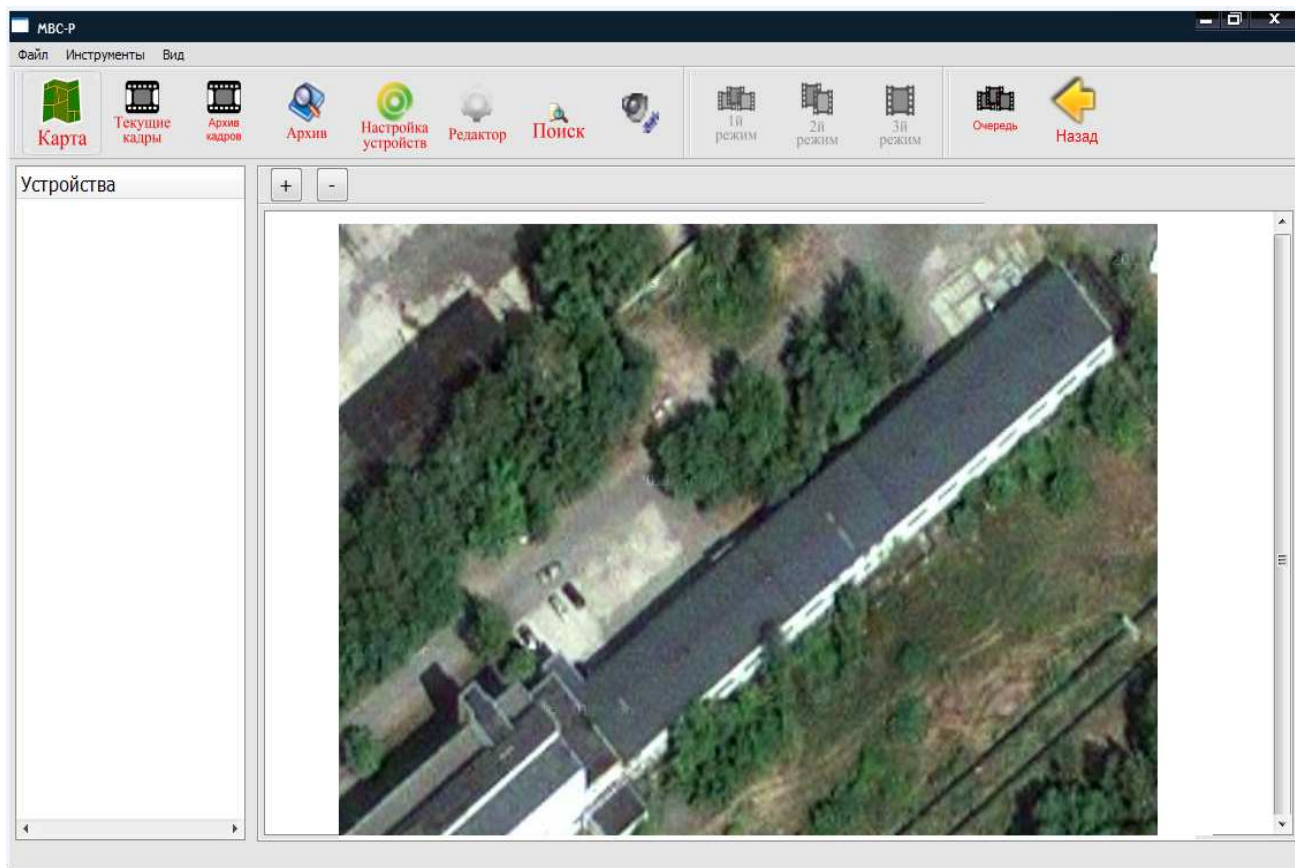 МВС-Р
Файл Инструменты Вид
Карта
Текущие
кадры
Архив
кадров
Архив
Настройка
устройств
Редактор
Поиск
1й
режим
2й
режим
3й
режим
Очередь
Назад
Устройства
+ -